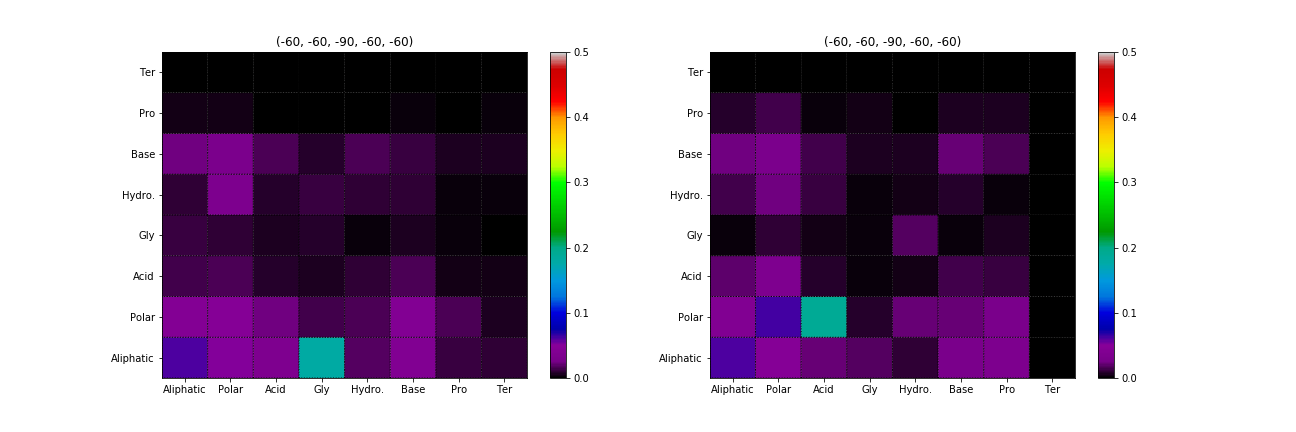 (-60, -60, -90, -60, -60)
Ter
Pro
Base
Hydro.
Gly
Acid
Polar
Aliphatic
Aliphatic Polar Acid Gly Hydro. Base Pro Ter
0.5
0.4
0.3
0.2
0.1
0.0
(-60, -60, -90, -60, -60)
Ter
Pro
Base
Hydro.
Gly
Acid
Polar
Aliphatic
Aliphatic Polar Acid Gly Hydro. Base Pro Ter
0.5
0.4
0.3
0.2
0.1
0.0